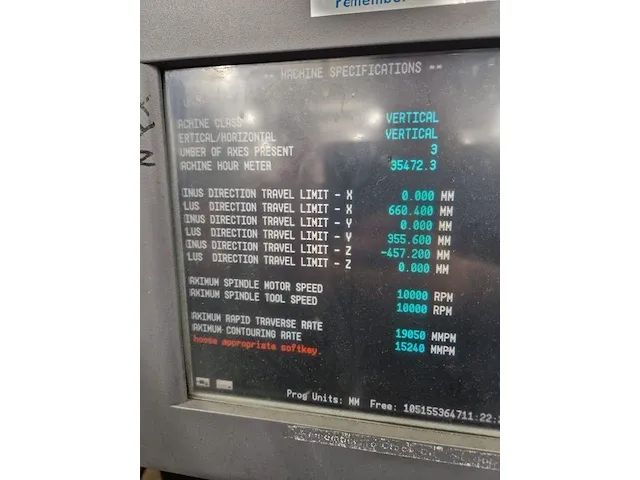 remember
-- MACHINE SPECIFICATIONS --
ACHINE CLASS VERTICAL
ERTICAL/HORIZONTAL VERTICAL
UMBER OF AXES PRESENT 3
ACHINE HOUR METER 35472.3
INUS DIRECTION TRAVEL LIMIT - X 0.000 MM
LUS DIRECTION TRAVEL LIMIT - X 660.400 MM
INUS DIRECTION TRAVEL LIMIT - Y 0.000 MM
LUS DIRECTION TRAVEL LIMIT - Y 355.600 MM
INUS DIRECTION TRAVEL LIMIT - Z -457.200 MM
LUS DIRECTION TRAVEL LIMIT - Z 0.000 MM
AXIMUM SPINDLE MOTOR SPEED 10000 RPM
AXIMUM SPINDLE TOOL SPEED 10000 RPM
AXIMUM RAPID TRAVERSE RATE 19050 MMPM
AXIMUM CONTOURING RATE 15240 MMPM
hoose appropriate softkey.
Prog Units: MM Free: 105155364711:22: